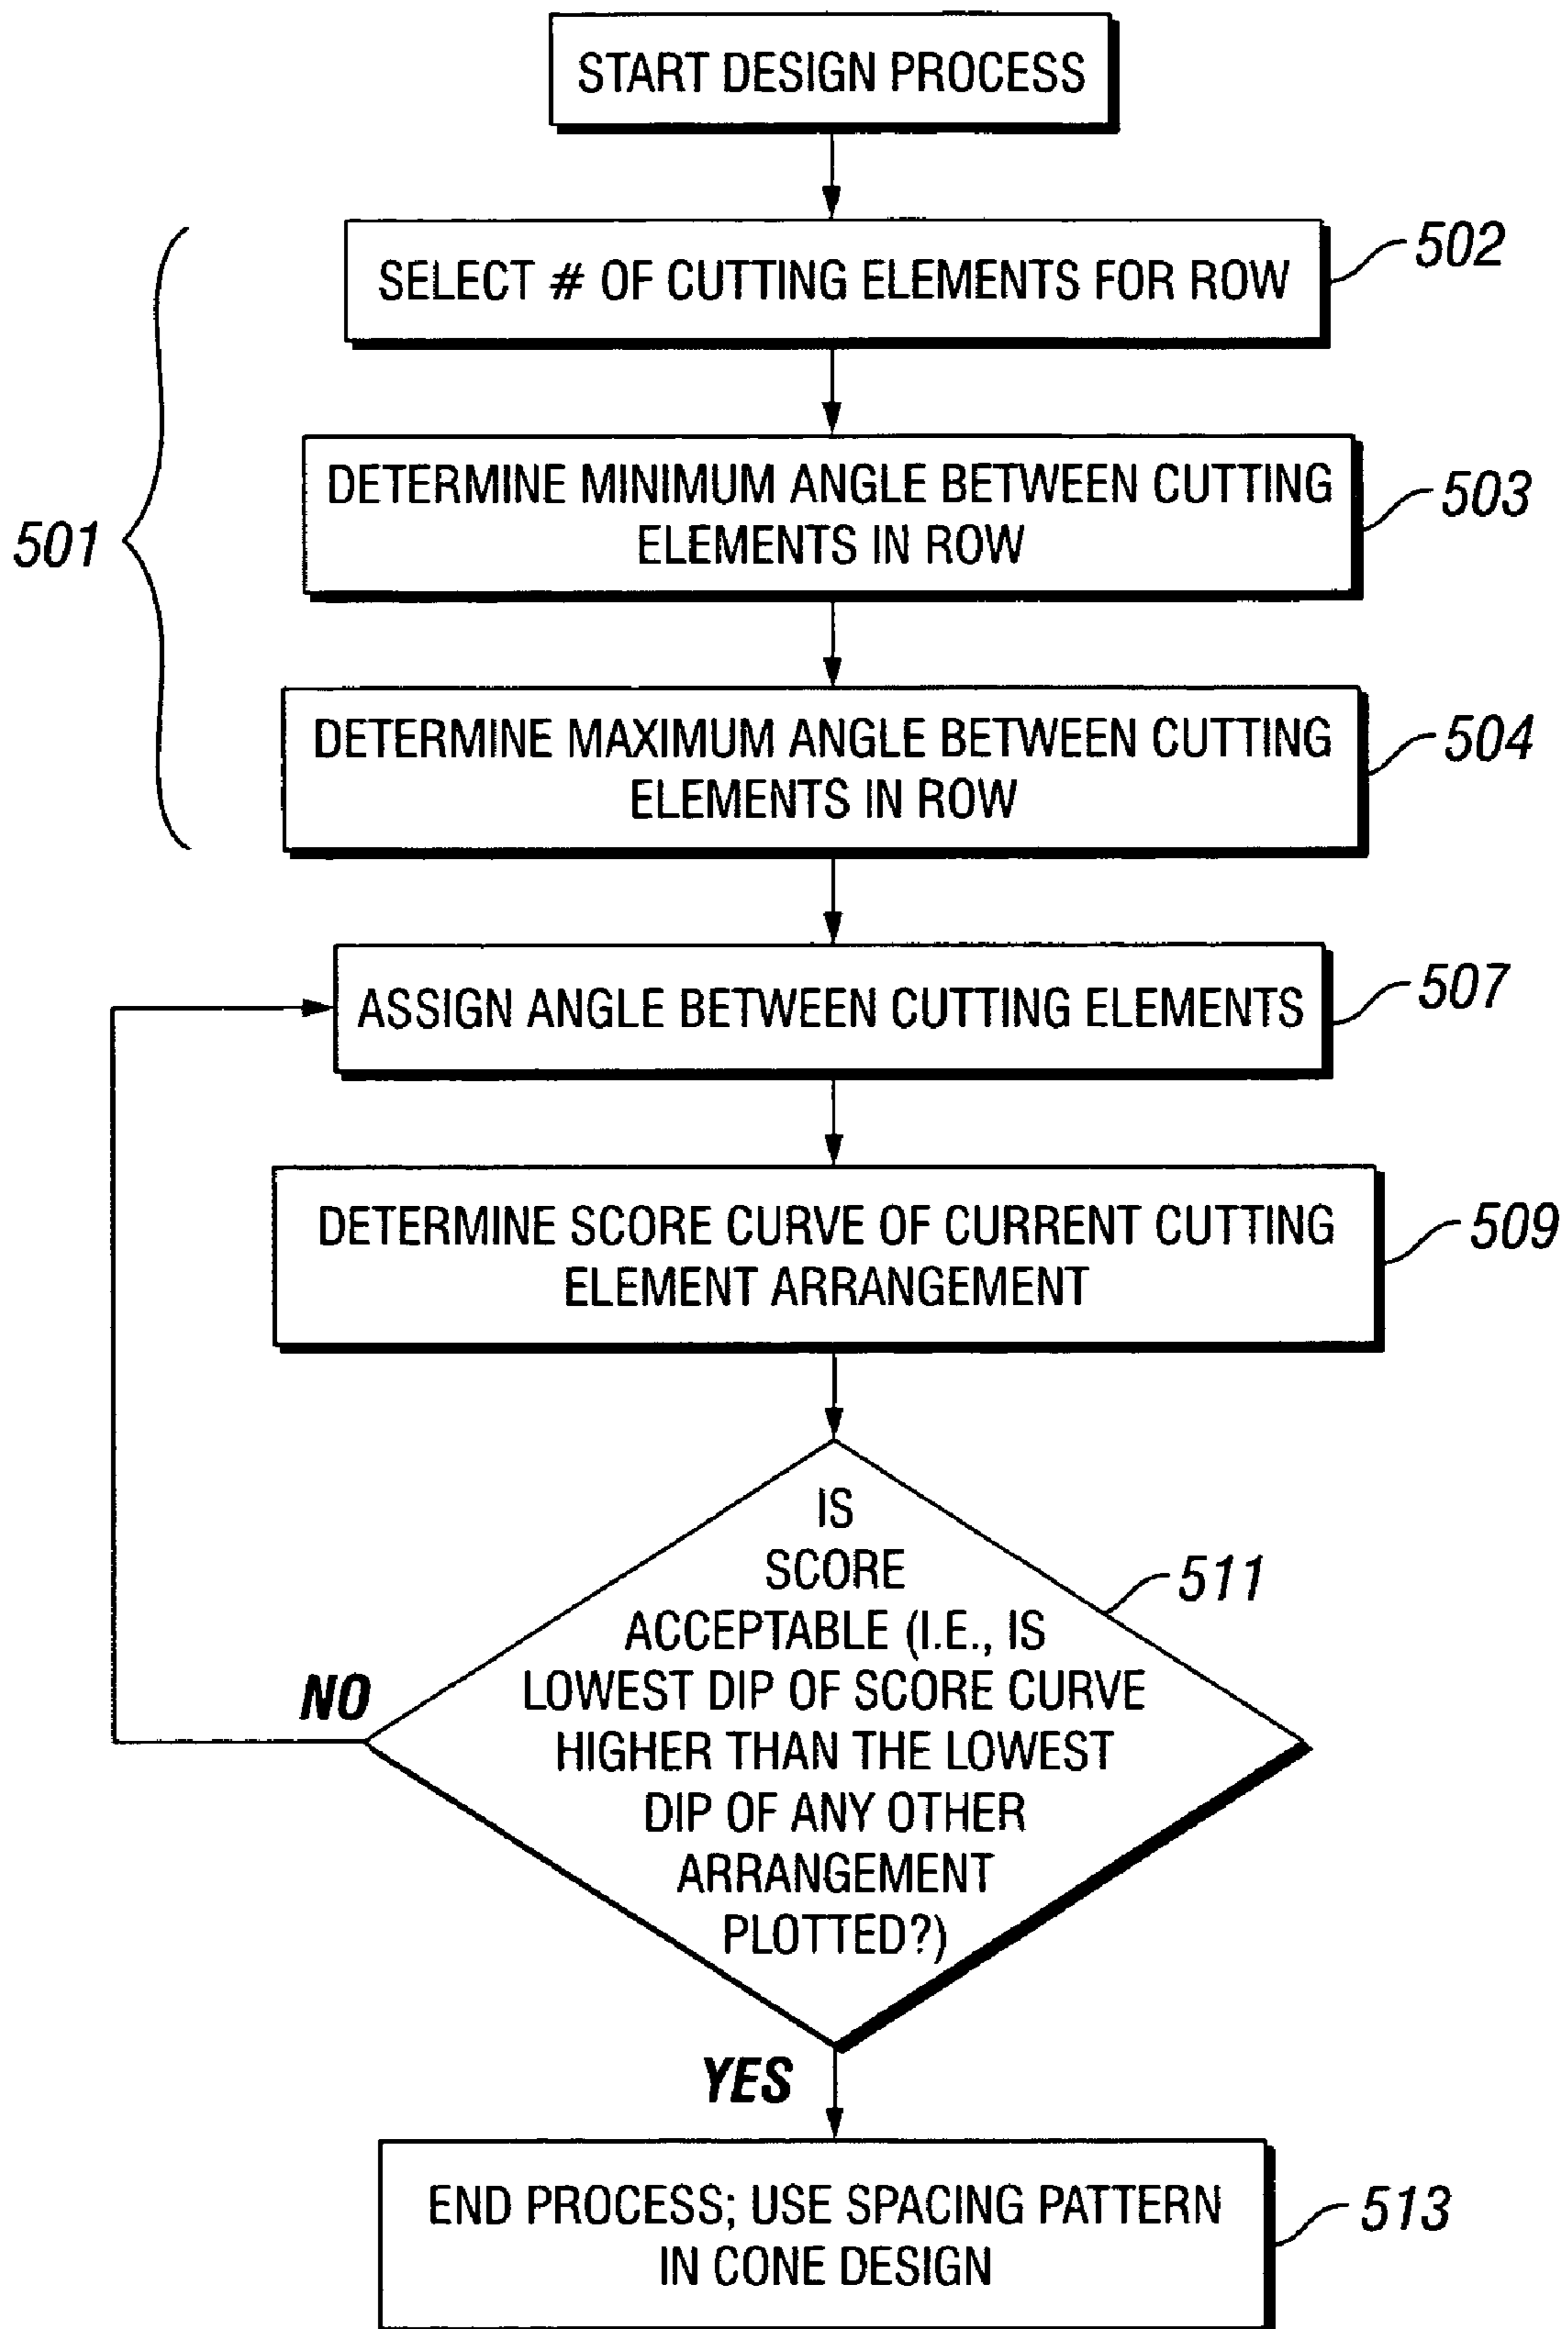 START DESIGN PROCESS
SELECT # OF CUTTING ELEMENTS FOR ROW
502
DETERMINE MINIMUM ANGLE BETWEEN CUTTING
ELEMENTS IN ROW
503
501
DETERMINE MAXIMUM ANGLE BETWEEN CUTTING
ELEMENTS IN ROW
504
ASSIGN ANGLE BETWEEN CUTTING ELEMENTS
507
DETERMINE SCORE CURVE OF CURRENT CUTTING
ELEMENT ARRANGEMENT
509
IS
SCORE
ACCEPTABLE (I.E., IS
LOWEST DIP OF SCORE CURVE
HIGHER THAN THE LOWEST
DIP OF ANY OTHER
ARRANGEMENT
PLOTTED?)
511
NO
YES
END PROCESS; USE SPACING PATTERN
IN CONE DESIGN
513